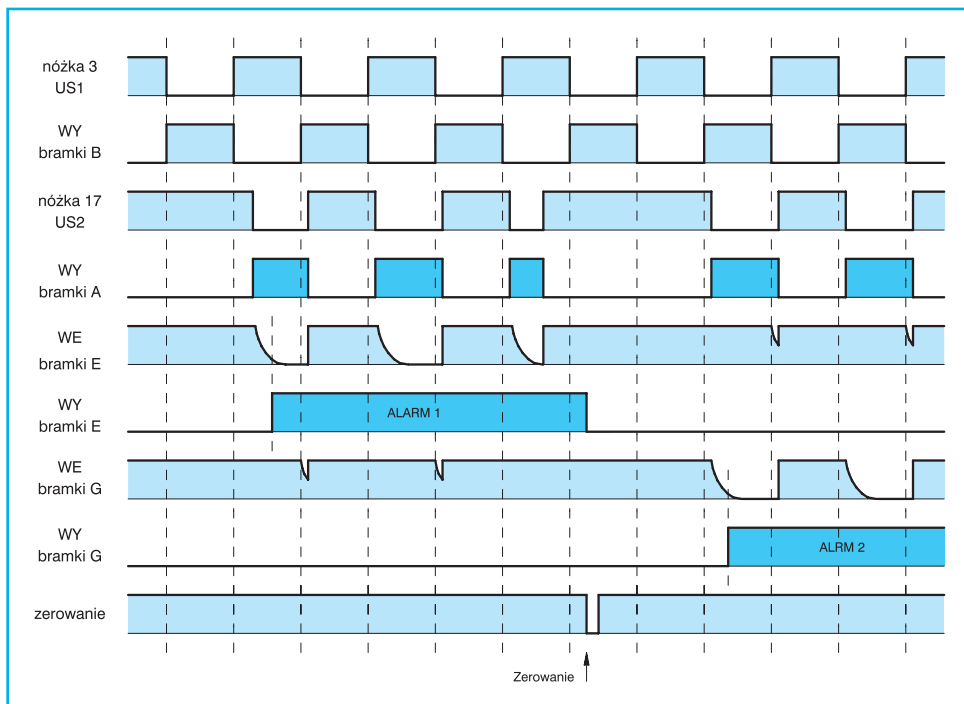 nóżka 3
US1
WY
bramki B
nóżka 17
US2
WY
bramki A
WE
bramki E
WY
bramki E
ALARM 1
WE
bramki G
WY
bramki G
ALRM 2
zerowanie
Zerowanie